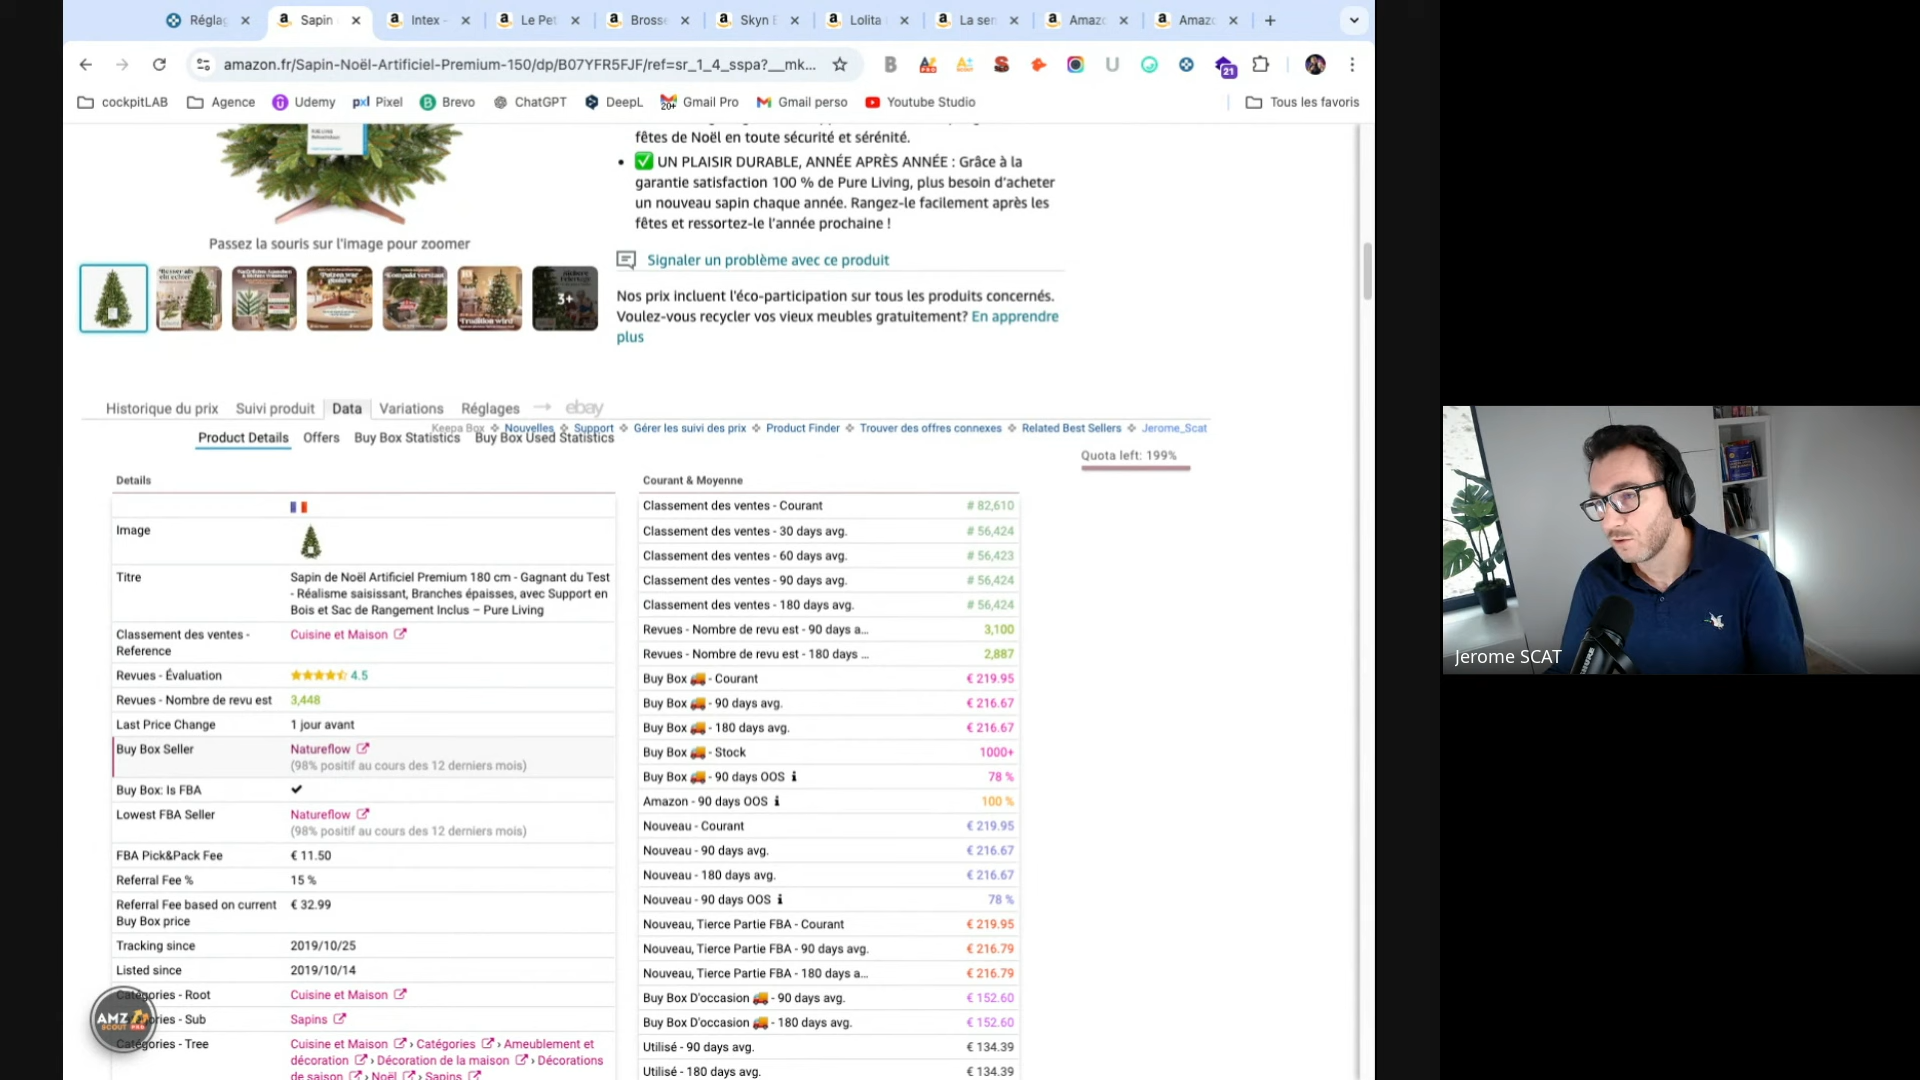 Réglag
Sapin
Intex -
Le Pet
Bross
Skyn E
Lolita
La ser
Amazo
Amazo
amazon.fr/Sapin-Noël-Artificiel-Premium-150/dp/B07YFR5FJF/ref=sr_1_4_sspa?__mk...
21
cockpitLAB
Agence
Udemy
pxl Pixel
Brevo
ChatGPT
DeepL
Gmail Pro
Gmail perso
Youtube Studio
Tous les favoris
fêtes de Noël en toute sécurité et sérénité.
• ✅ UN PLAISIR DURABLE, ANNÉE APRÈS ANNÉE : Grâce à la
garantie satisfaction 100 % de Pure Living, plus besoin d'acheter
un nouveau sapin chaque année. Rangez-le facilement après les
fêtes et ressortez-le l'année prochaine !
Passez la souris sur l'image pour zoomer
3+
Signaler un problème avec ce produit
Nos prix incluent l'éco-participation sur tous les produits concernés.
Voulez-vous recycler vos vieux meubles gratuitement? En apprendre
plus
Historique du prix
Suivi produit
Data
Variations
Réglages
ebay
Keepa Box
Nouvelles
Support
Gérer les suivi des prix
Product Finder
Trouver des offres connexes
Related Best Sellers
Jerome_Scat
Product Details
Offers
Buy Box Statistics
Buy Box Used Statistics
Quota left: 199%
Details
Image
Titre
Sapin de Noël Artificiel Premium 180 cm - Gagnant du Test
- Réalisme saisissant, Branches épaisses, avec Support en
Bois et Sac de Rangement Inclus – Pure Living
Classement des ventes -
Reference
Cuisine et Maison
Revues - Évaluation
4.5
Revues - Nombre de revu est
3,448
Last Price Change
1 jour avant
Buy Box Seller
Natureflow
(98% positif au cours des 12 derniers mois)
Buy Box: Is FBA
✔
Lowest FBA Seller
Natureflow
(98% positif au cours des 12 derniers mois)
FBA Pick&Pack Fee
€ 11.50
Referral Fee %
15 %
Referral Fee based on current
Buy Box price
€ 32.99
Tracking since
2019/10/25
Listed since
2019/10/14
Catégories - Root
Cuisine et Maison
Catégories - Sub
Sapins
Catégories - Tree
Cuisine et Maison › Catégories › Ameublement et
décoration › Décoration de la maison › Décorations
de saison › Noël › Sapins
AMZ
SCOUT PRO
Courant & Moyenne
Classement des ventes - Courant # 82,610
Classement des ventes - 30 days avg. # 56,424
Classement des ventes - 60 days avg. # 56,423
Classement des ventes - 90 days avg. # 56,424
Classement des ventes - 180 days avg. # 56,424
Revues - Nombre de revu est - 90 days a... 3,100
Revues - Nombre de revu est - 180 days ... 2,887
Buy Box 🚚 - Courant € 219.95
Buy Box 🚚 - 90 days avg. € 216.67
Buy Box 🚚 - 180 days avg. € 216.67
Buy Box 🚚 - Stock 1000+
Buy Box 🚚 - 90 days OOS ℹ 78 %
Amazon - 90 days OOS ℹ 100 %
Nouveau - Courant € 219.95
Nouveau - 90 days avg. € 216.67
Nouveau - 180 days avg. € 216.67
Nouveau - 90 days OOS ℹ 78 %
Nouveau, Tierce Partie FBA - Courant € 219.95
Nouveau, Tierce Partie FBA - 90 days avg. € 216.79
Nouveau, Tierce Partie FBA - 180 days a... € 216.79
Buy Box D'occasion 🚚 - 90 days avg. € 152.60
Buy Box D'occasion 🚚 - 180 days avg. € 152.60
Utilisé - 90 days avg. € 134.39
Utilisé - 180 days avg. € 134.39
Jerome SCAT